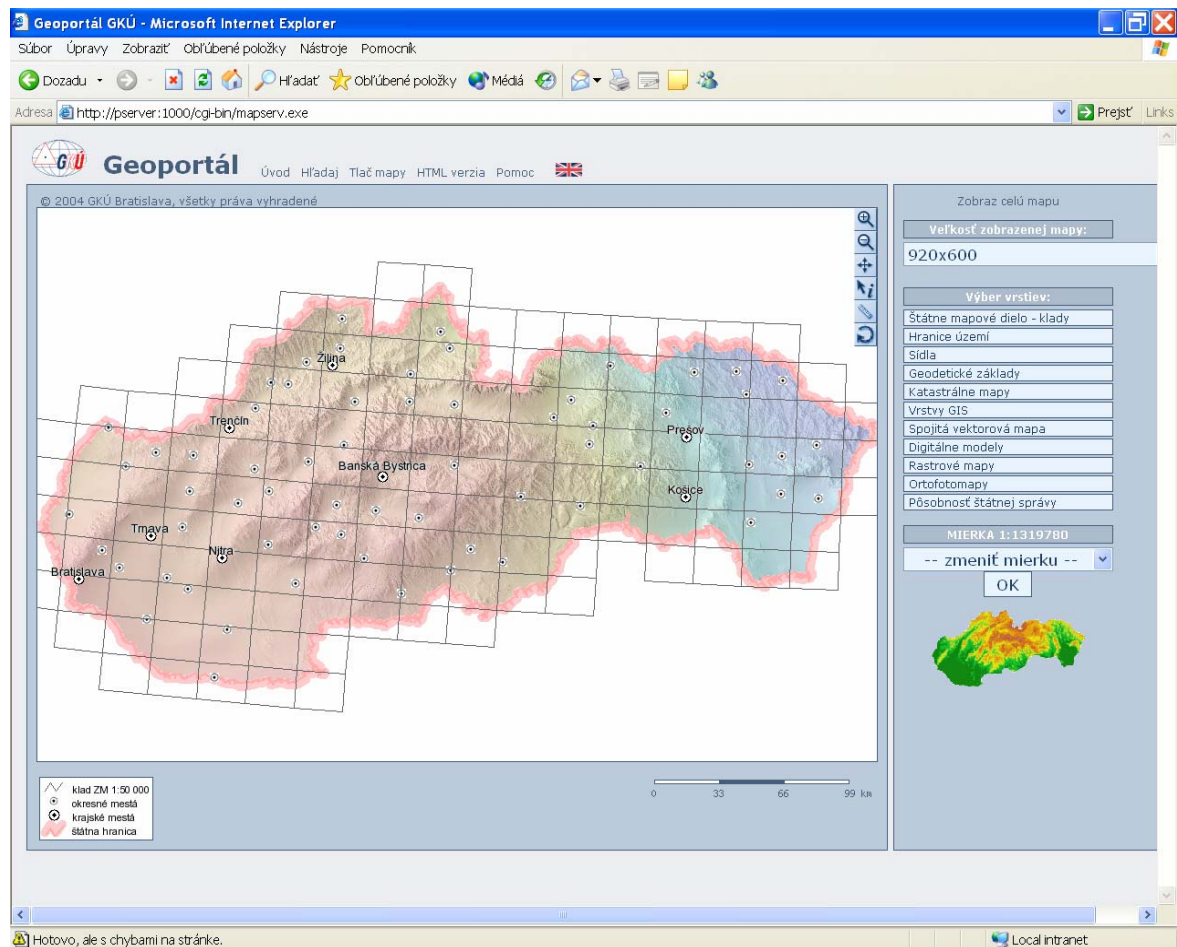 Geoportál GKÚ - Microsoft Internet Explorer
Súbor Úpravy Zobraziť Obľúbené položky Nástroje Pomocník
Dozadu Hľadať Obľúbené položky Médiá
Adresa http://pserver:1000/cgi-bin/mapserv.exe Prejsť Links
GKÚ Geoportál Úvod Hľadaj Tlač mapy HTML verzia Pomoc
© 2004 GKÚ Bratislava, všetky práva vyhradené
Žilina
Trenčín
Prešov
Banská Bystrica
Košice
Trnava
Nitra
Bratislava
klad ZM 1:50 000
okresné mestá
krajské mestá
štátna hranica
0 33 66 99 km
Zobraz celú mapu
Veľkosť zobrazenej mapy:
920x600
Výber vrstiev:
Štátne mapové dielo - klady
Hranice území
Sídla
Geodetické základy
Katastrálne mapy
Vrstvy GIS
Spojitá vektorová mapa
Digitálne modely
Rastrové mapy
Ortofotomapy
Pôsobnosť štátnej správy
MIERKA 1:1319780
-- zmeniť mierku --
OK
Hotovo, ale s chybami na stránke. Local intranet